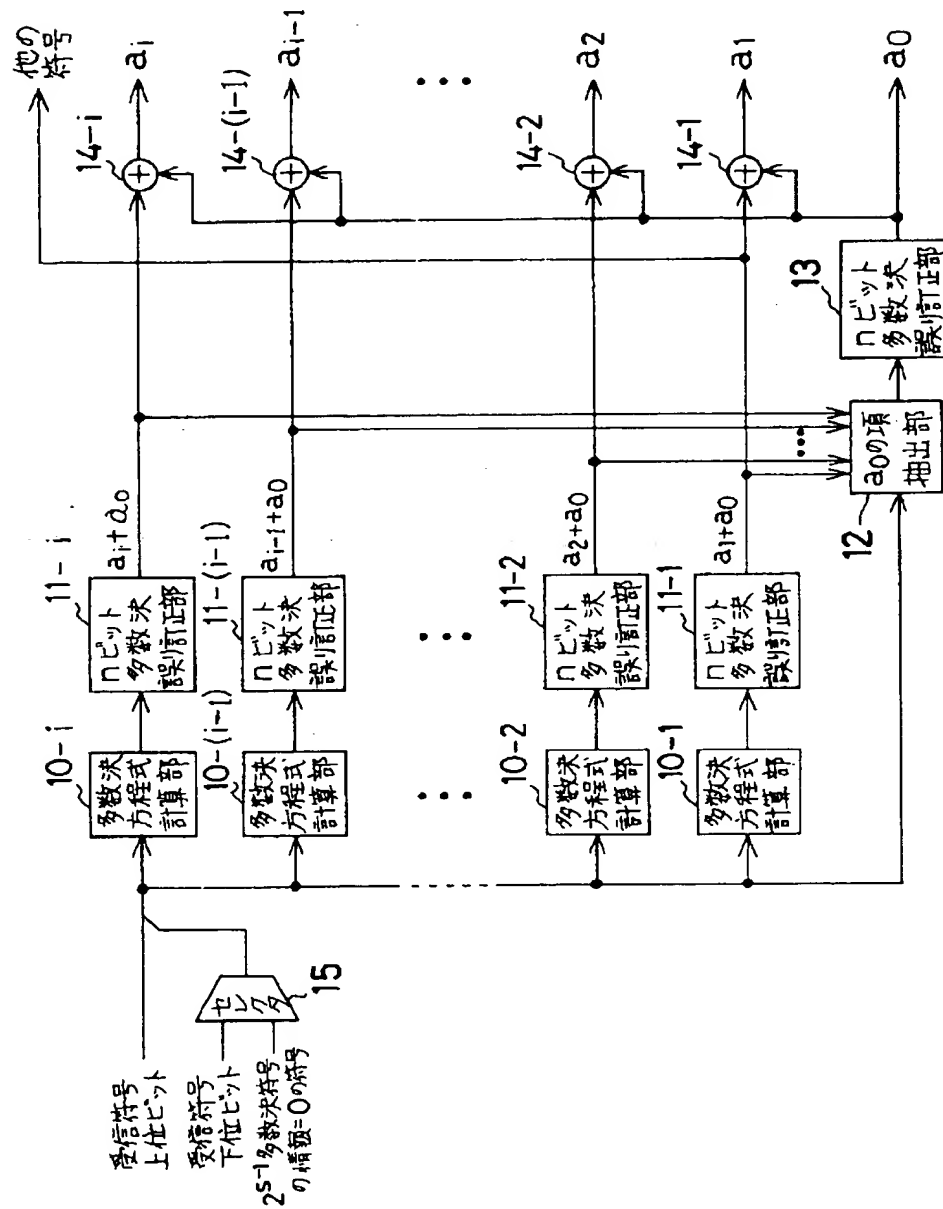 受信符号
上位ビット
受信符号
下位ビット
2S-1多数決符号
の情報=0の符号
セレクタ
15
10-i
多数決
方程式
計算部
11-i
nビット
多数決
誤り訂正部
ai+a0
14-i
+
ai
他の
符号
10-(i-1)
多数決
方程式
計算部
11-(i-1)
nビット
多数決
誤り訂正部
ai-1+a0
14-(i-1)
+
ai-1
10-2
多数決
方程式
計算部
11-2
nビット
多数決
誤り訂正部
a2+a0
14-2
+
a2
10-1
多数決
方程式
計算部
11-1
nビット
多数決
誤り訂正部
a1+a0
14-1
+
a1
12
a0の項
抽出部
13
nビット
多数決
誤り訂正部
a0